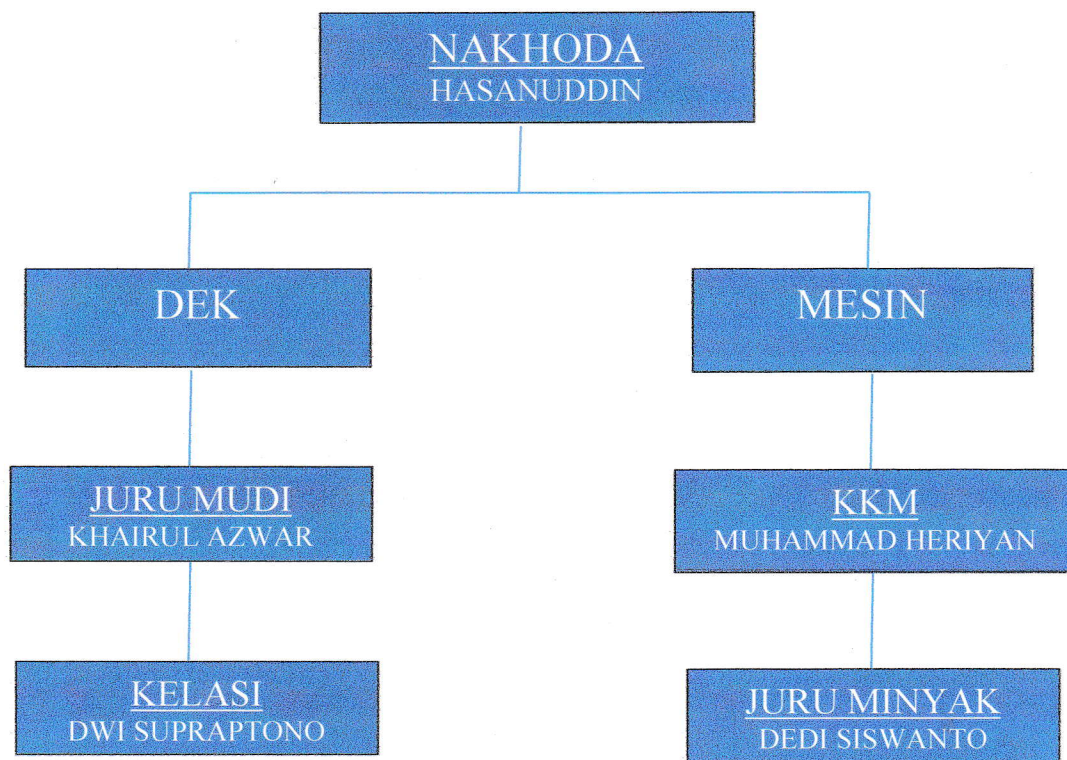 NAKHODA
HASANUDDIN
DEK
MESIN
JURU MUDI
KHAIRUL AZWAR
KKM
MUHAMMAD HERIYAN
KELASI
DWI SUPRAPTONO
JURU MINYAK
DEDI SISWANTO